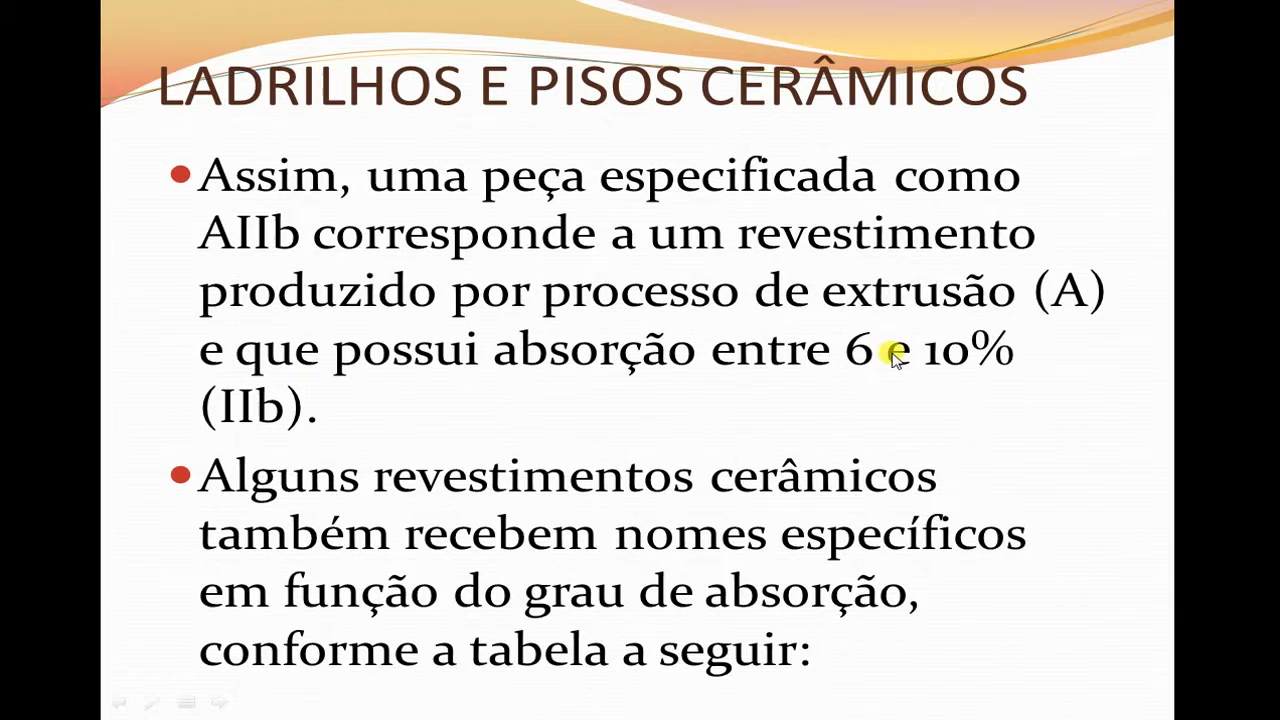 LADRILHOS E PISOS CERÂMICOS
Assim, uma peça especificada como
AIIb corresponde a um revestimento
produzido por processo de extrusão (A)
e que possui absorção entre 6 e 10%
(IIb).
Alguns revestimentos cerâmicos
também recebem nomes específicos
em função do grau de absorção,
conforme a tabela a seguir: